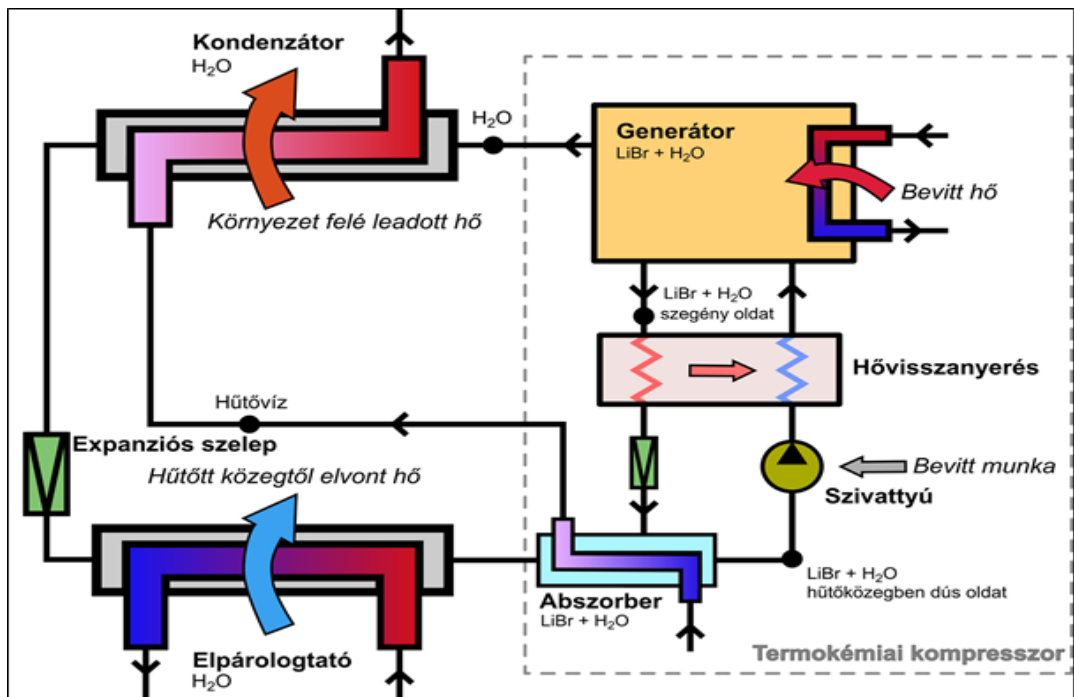 Kondenzátor
H₂O
H₂O
Generátor
LiBr + H₂O
Bevitt hő
Környezet felé leadott hő
LiBr + H₂O
szegény oldat
Hővisszanyerés
Hűtővíz
Expanziós szelep
Hűtött közegtől elvont hő
Bevitt munka
Szivattyú
LiBr + H₂O
hűtőközegben dús oldat
Abszorber
LiBr + H₂O
Elpárologtató
H₂O
Termokémiai kompresszor